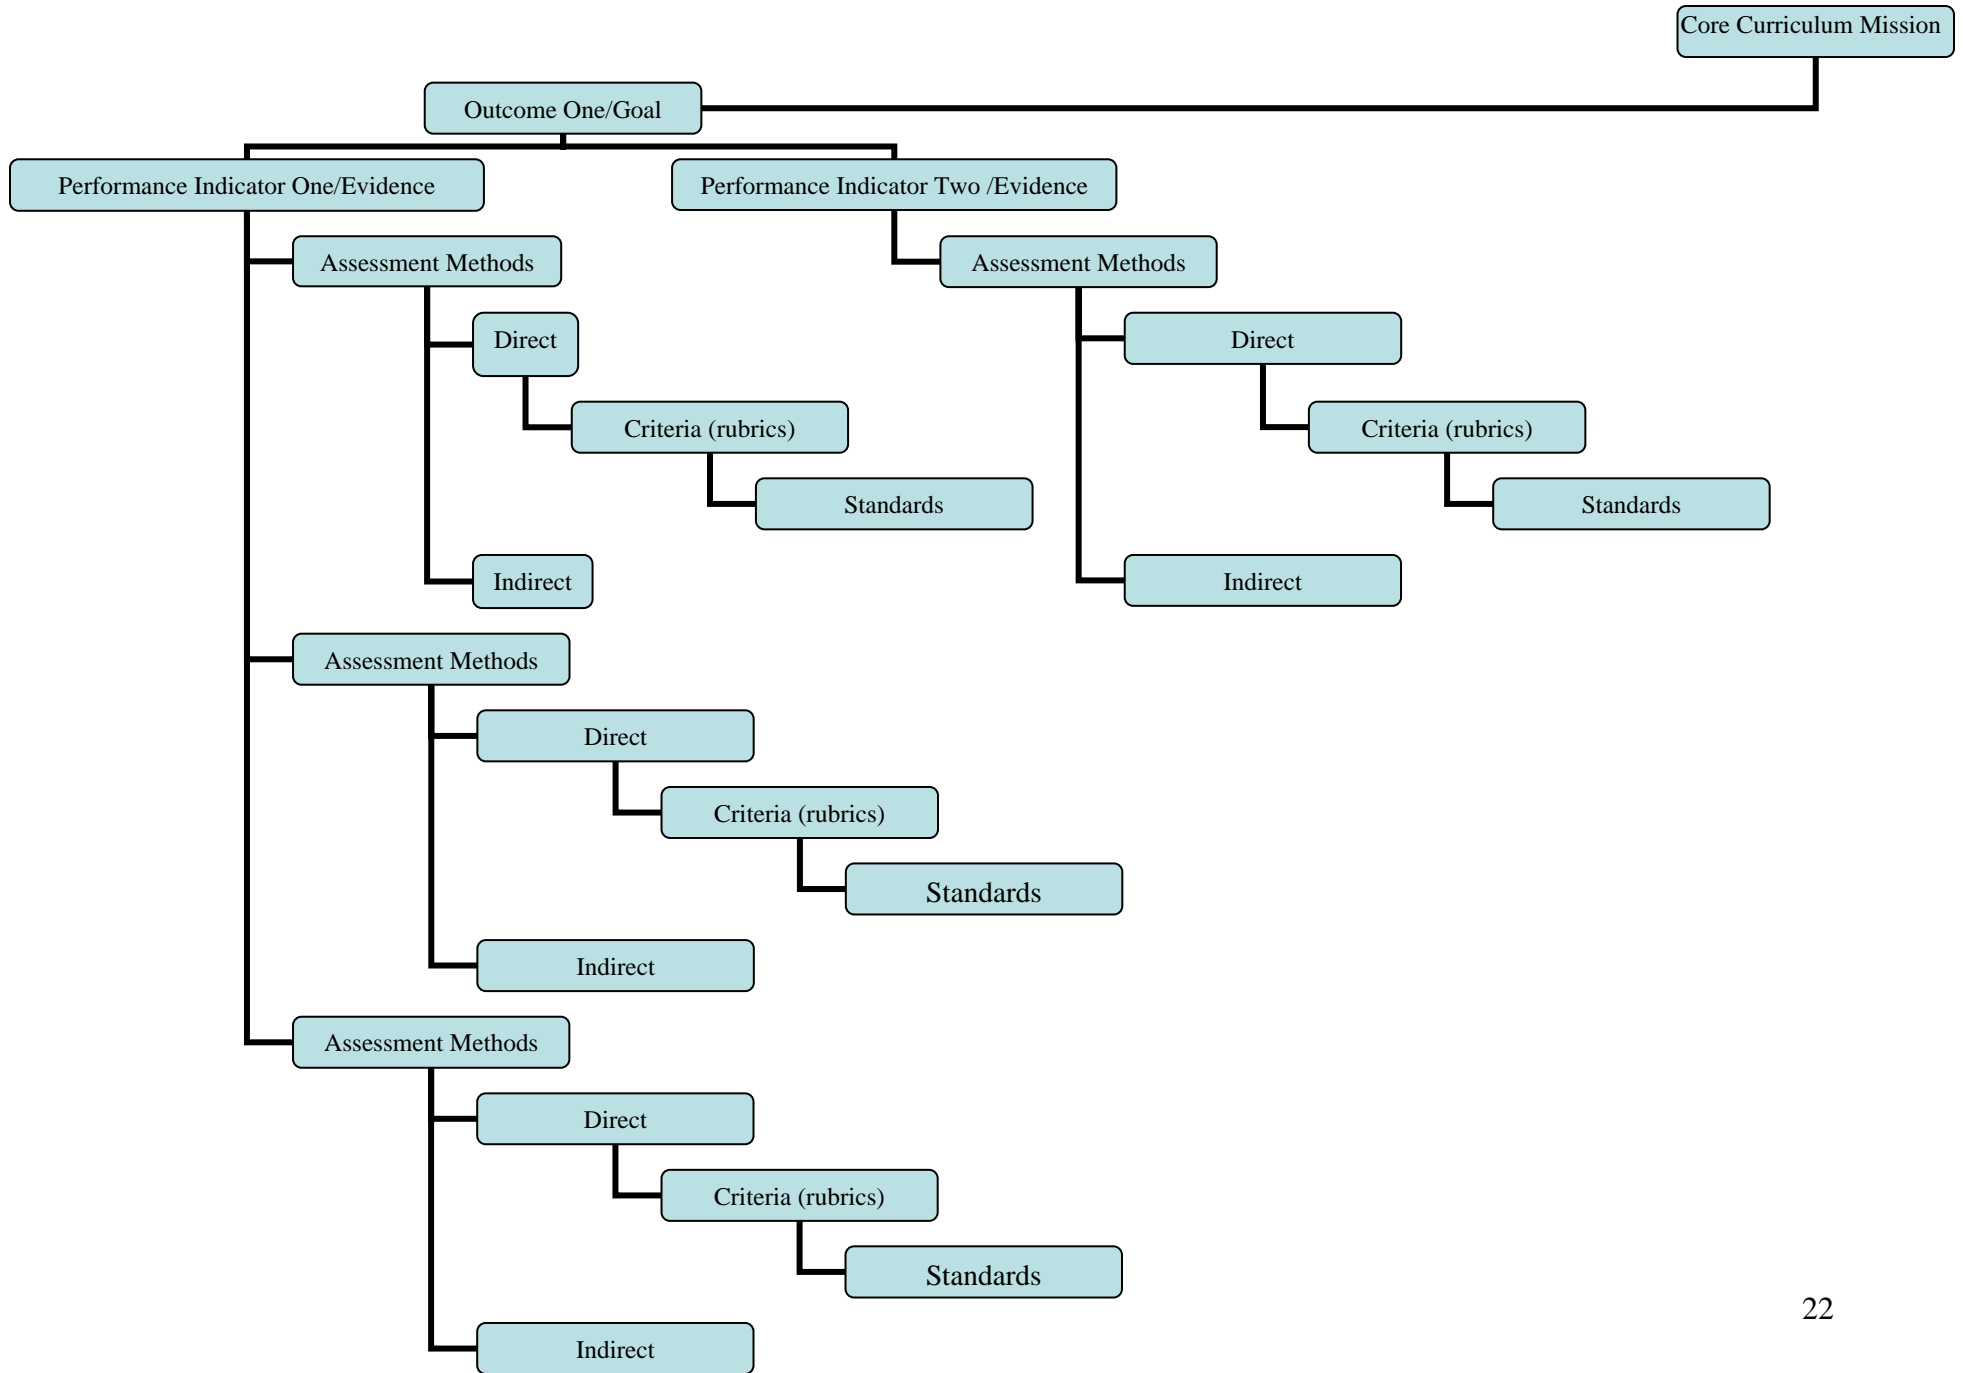 Core Curriculum Mission
Outcome One/Goal
Performance Indicator One/Evidence
Performance Indicator Two /Evidence
Assessment Methods
Assessment Methods
Direct
Direct
Criteria (rubrics)
Criteria (rubrics)
Standards
Standards
Indirect
Indirect
Assessment Methods
Direct
Criteria (rubrics)
Standards
Indirect
Assessment Methods
Direct
Criteria (rubrics)
Standards
22
Indirect